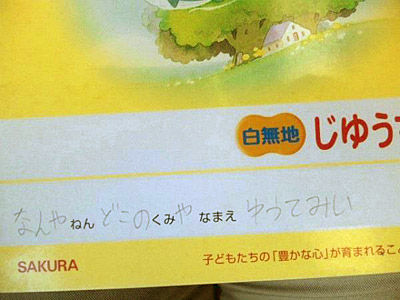 白無地 じゆう
なんや ねん どこの くみ や なまえ ゆうてみい
SAKURA 子どもたちの「豊かな心」が育まれるこ